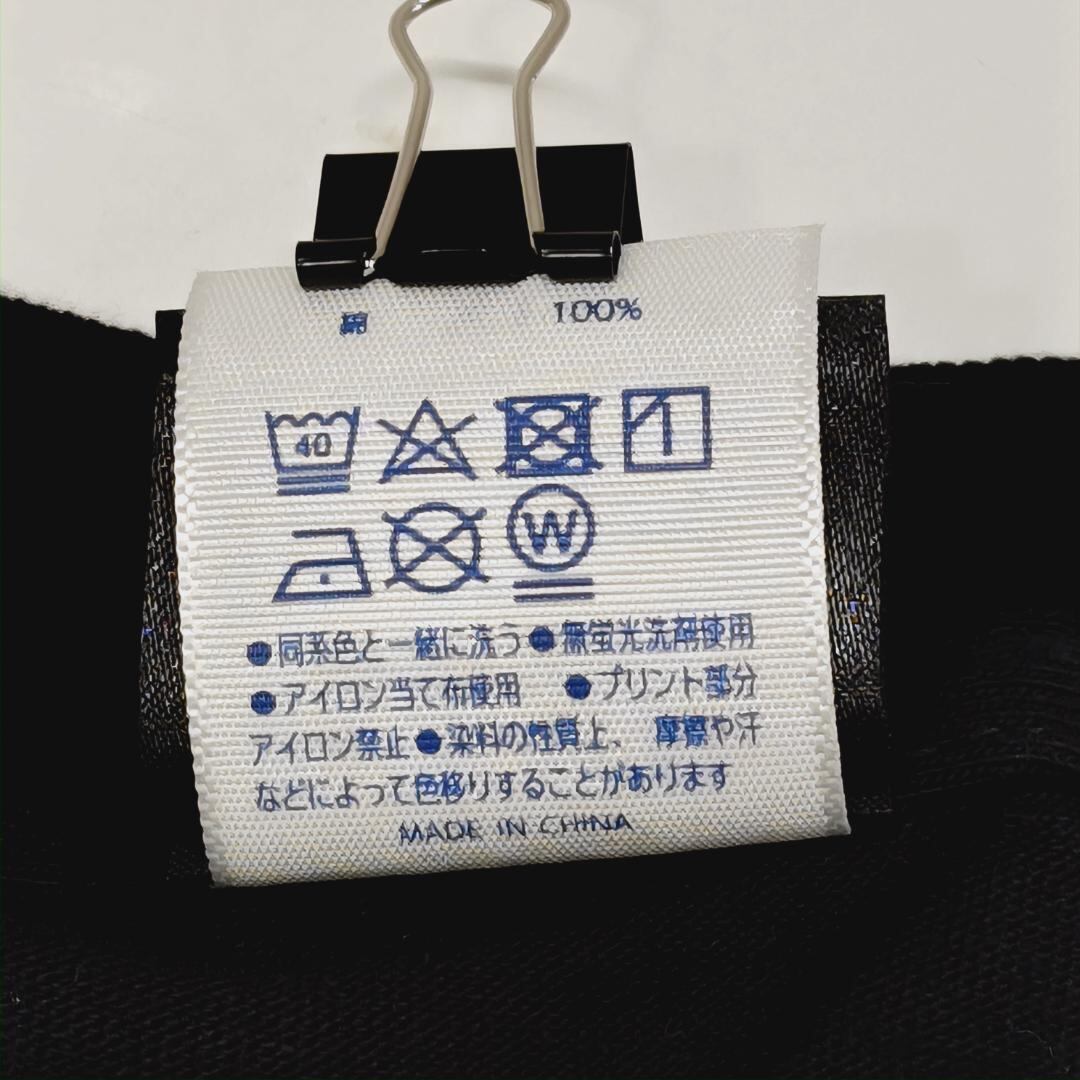 綿 100%
40
W
●同系色と一緒に洗う ●無蛍光洗剤使用
●アイロン当て布使用 ●プリント部分
アイロン禁止 ●染料の性質上、摩擦や汗
などによって色移りすることがあります
MADE IN CHINA